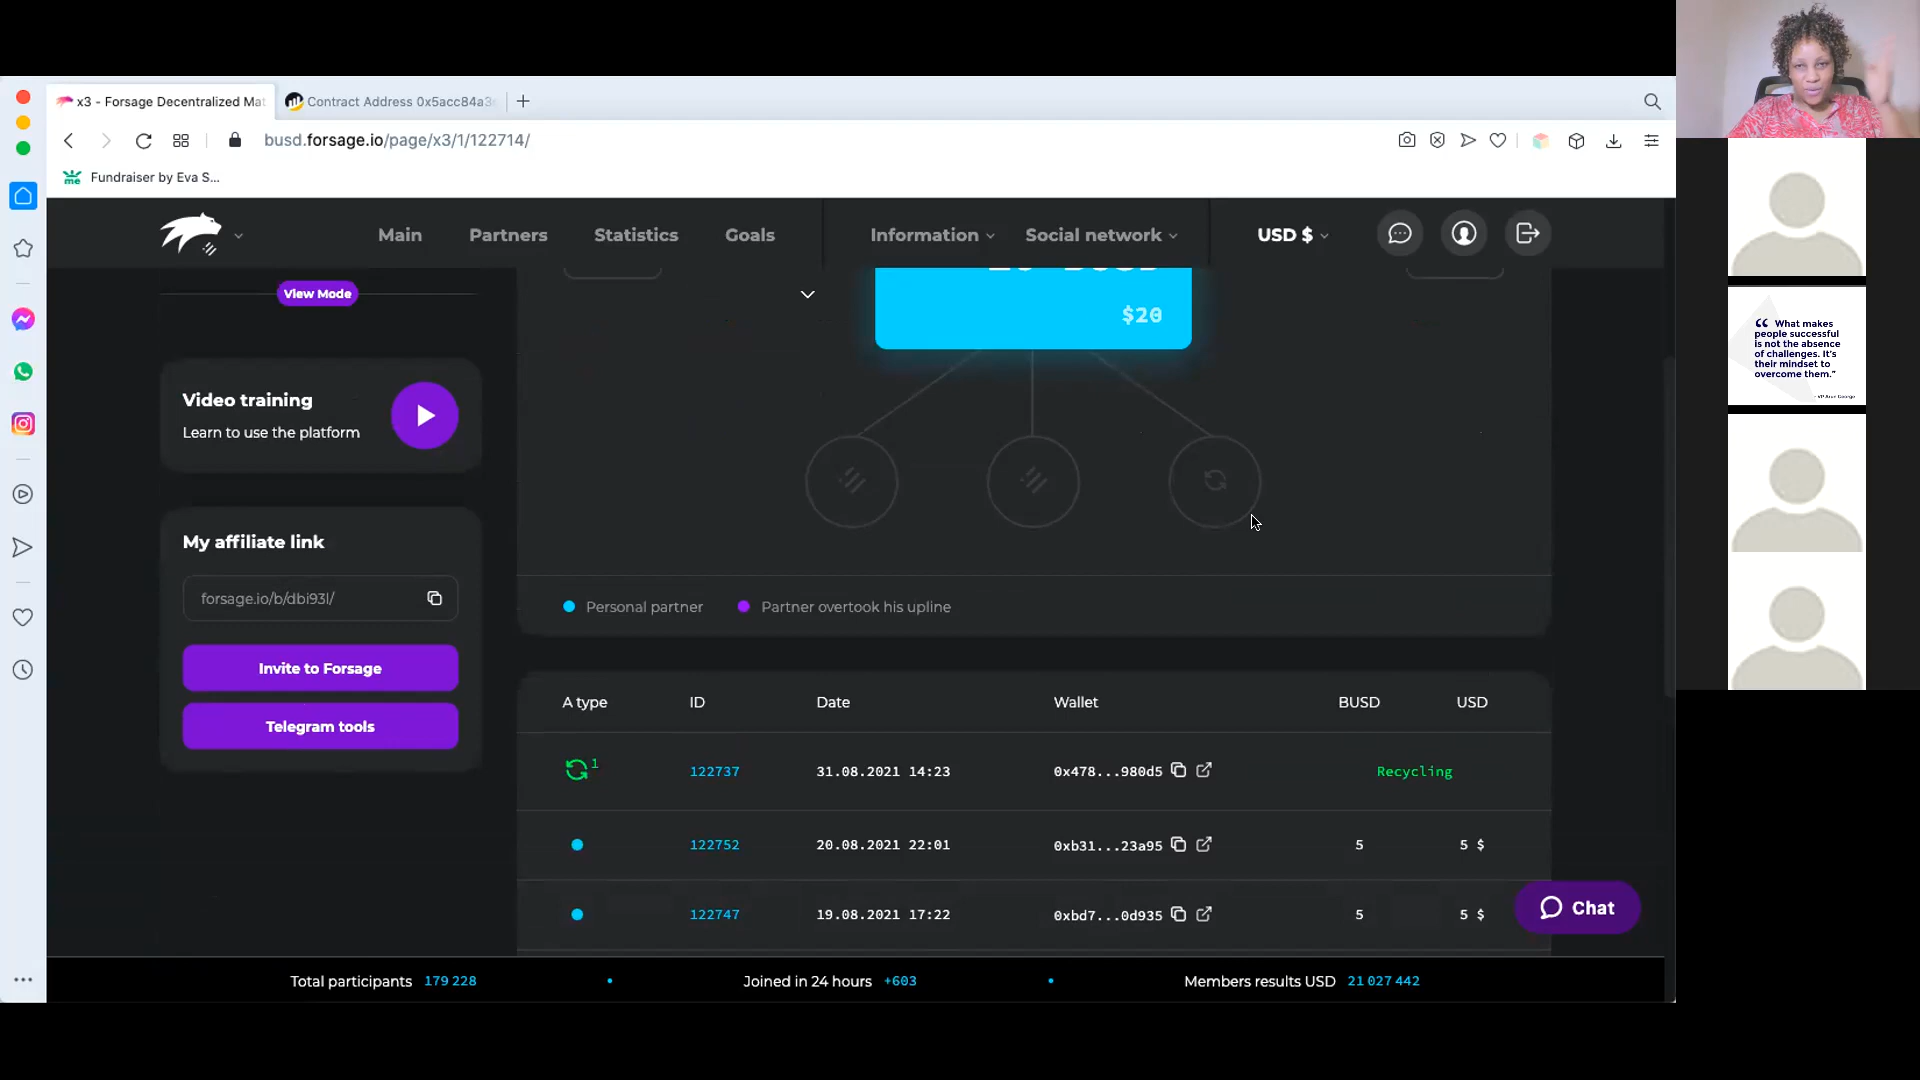 x3 - Forsage Decentralized Mat
Contract Address 0x5acc84a3
busd.forsage.io/page/x3/1/122714/
Fundraiser by Eva S...
Main
Partners
Statistics
Goals
Information
Social network
USD $
View Mode
$20
Video training
Learn to use the platform
My affiliate link
forsage.io/b/dbi93l/
Invite to Forsage
Telegram tools
Personal partner
Partner overtook his upline
A type ID Date Wallet BUSD USD
1 122737 31.08.2021 14:23 0x478...980d5 Recycling
122752 20.08.2021 22:01 0xb31...23a95 5 5 $
122747 19.08.2021 17:22 0xbd7...0d935 5 5 $
Chat
Total participants 179 228 • Joined in 24 hours +603 • Members results USD 21 027 442
“ What makes
people successful
is not the absence
of challenges. It's
their mindset to
overcome them.”